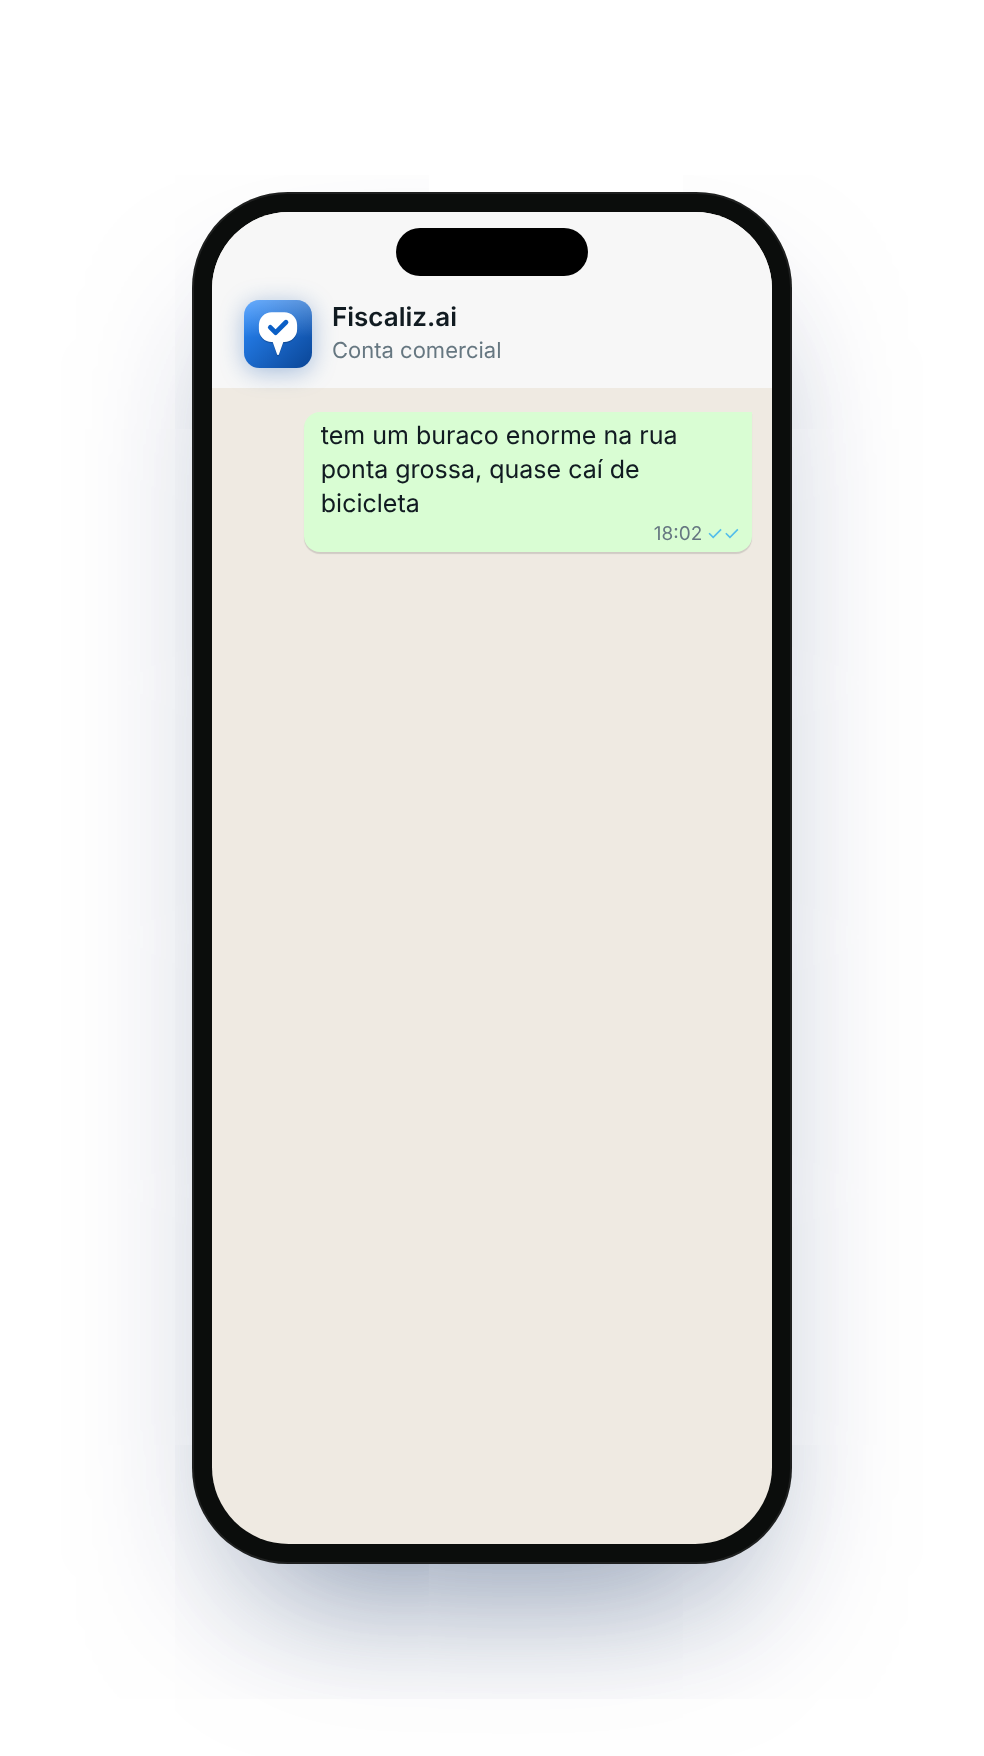 Fiscaliz.ai
Conta comercial
tem um buraco enorme na rua
ponta grossa, quase caí de
bicicleta
18:02